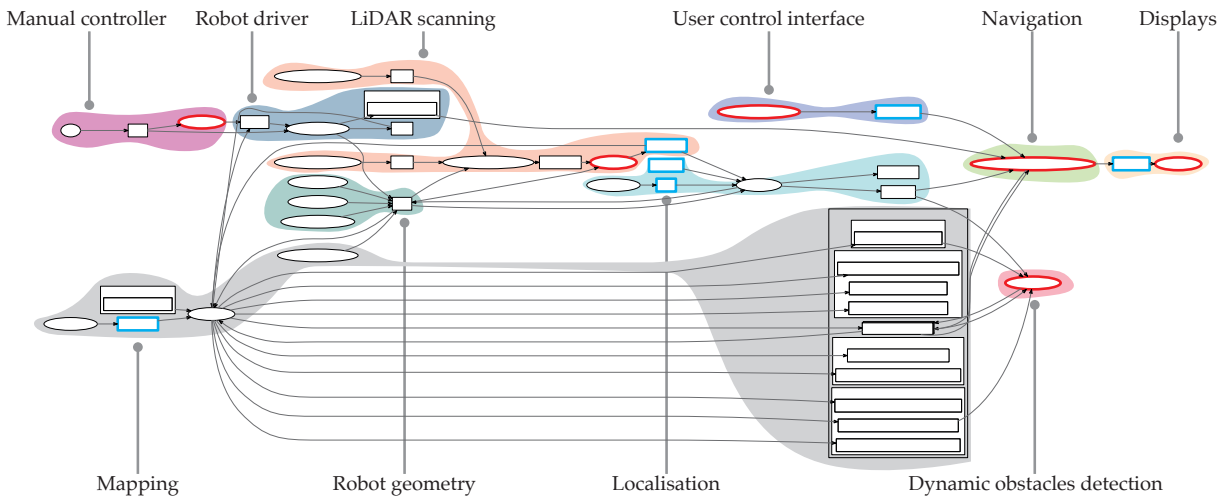 Manual controller
Robot driver
LiDAR scanning
User control interface
Navigation
Displays
Mapping
Robot geometry
Localisation
Dynamic obstacles detection